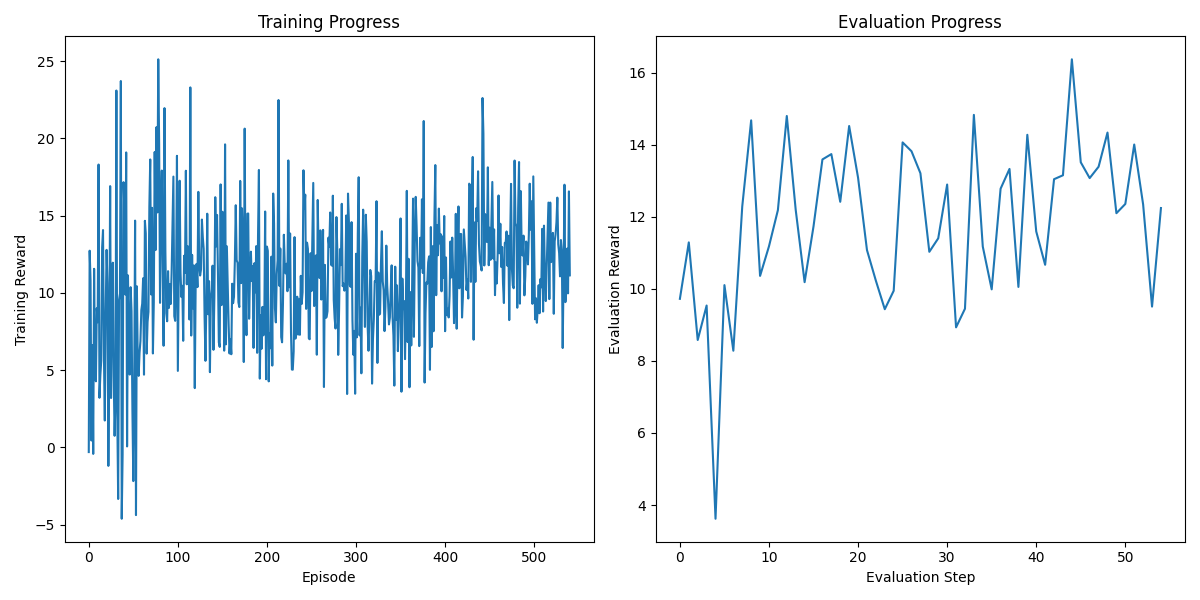 Training Progress
Training Reward
25
20
15
10
5
0
−5
0 100 200 300 400 500
Episode
Evaluation Progress
Evaluation Reward
16
14
12
10
8
6
4
0 10 20 30 40 50
Evaluation Step